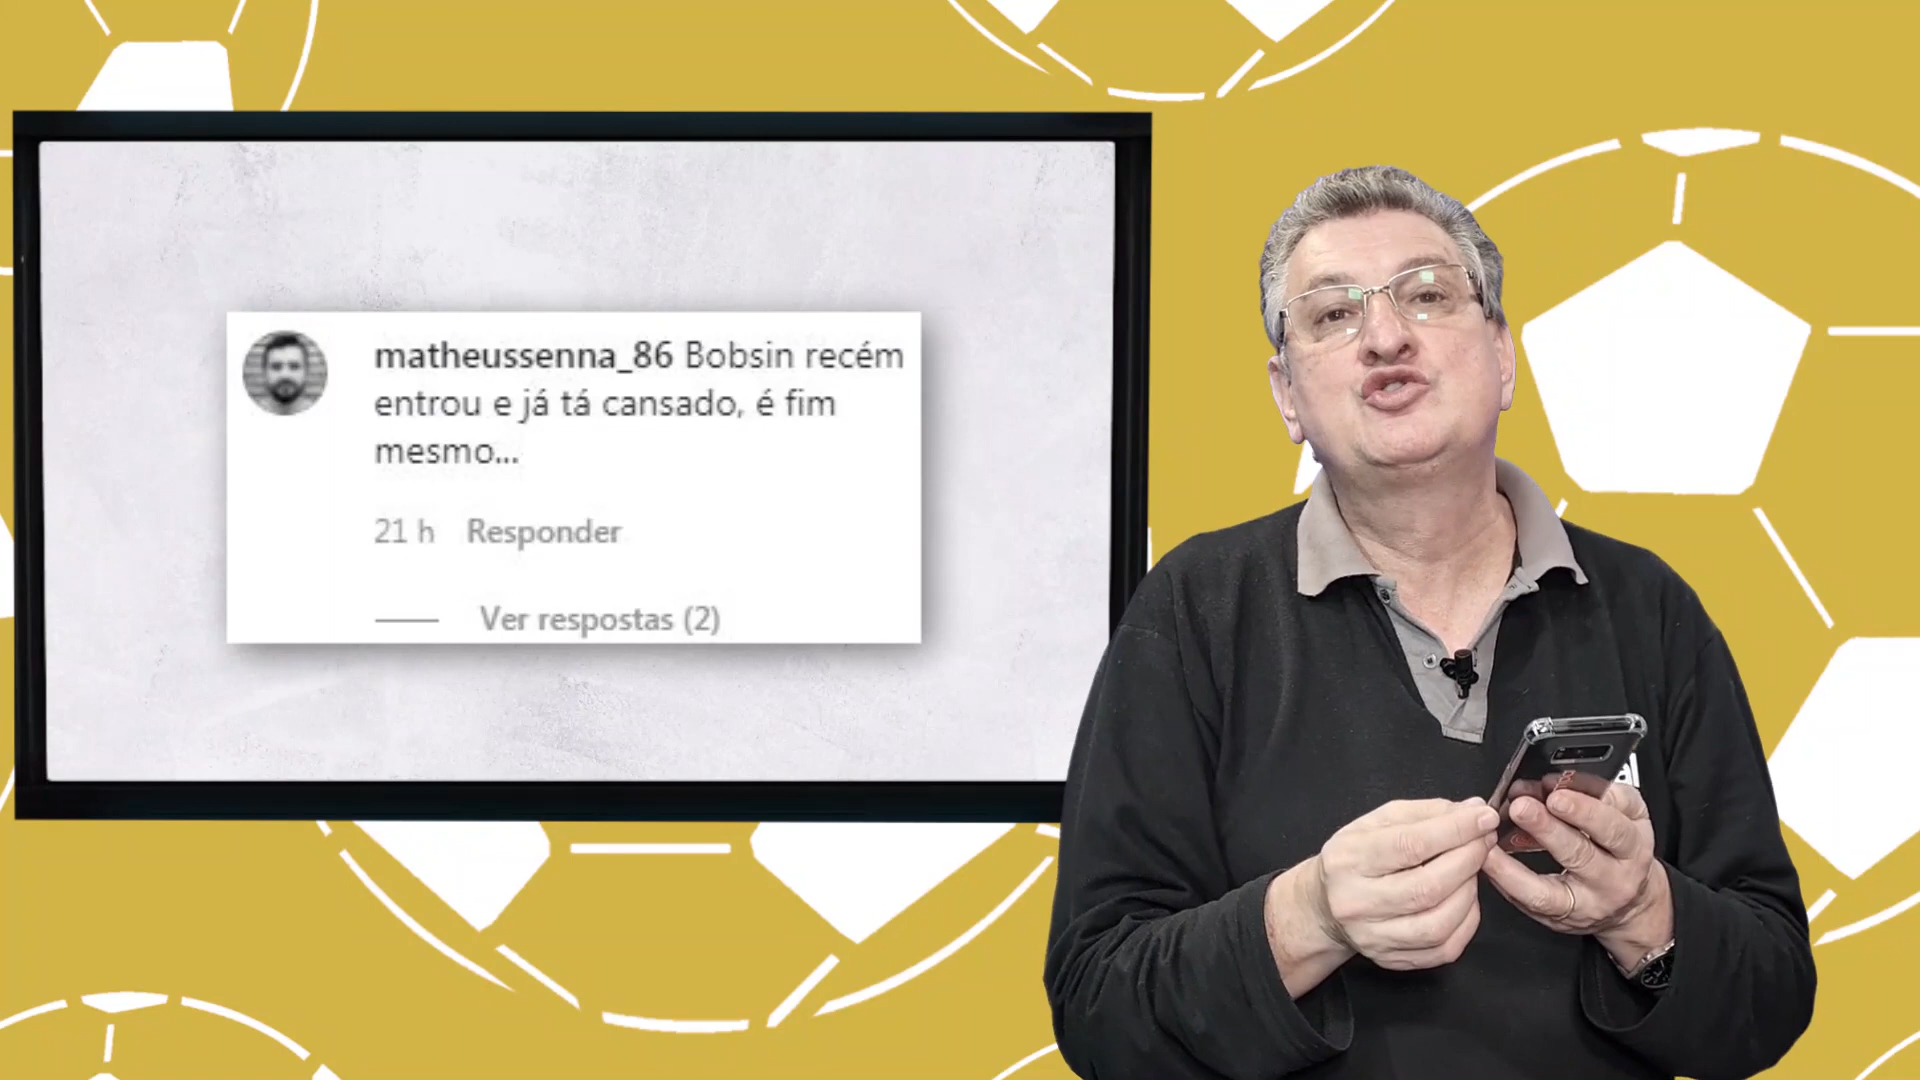 matheussenna_86 Bobsin recém
entrou e já tá cansado, é fim
mesmo...
21 h Responder
Ver respostas (2)